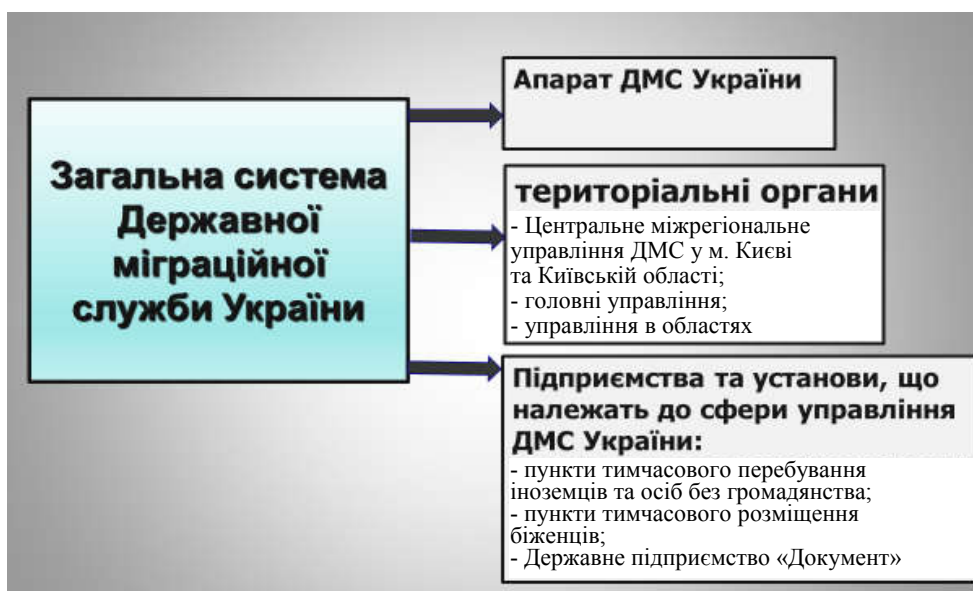 Загальна система
Державної
міграційної
служби України
Апарат ДМС України
територіальні органи
- Центральне міжрегіональне
управління ДМС у м. Києві
та Київській області;
- головні управління;
- управління в областях
Підприємства та установи, що
належать до сфери управління
ДМС України:
- пункти тимчасового перебування
іноземців та осіб без громадянства;
- пункти тимчасового розміщення
біженців;
- Державне підприємство «Документ»